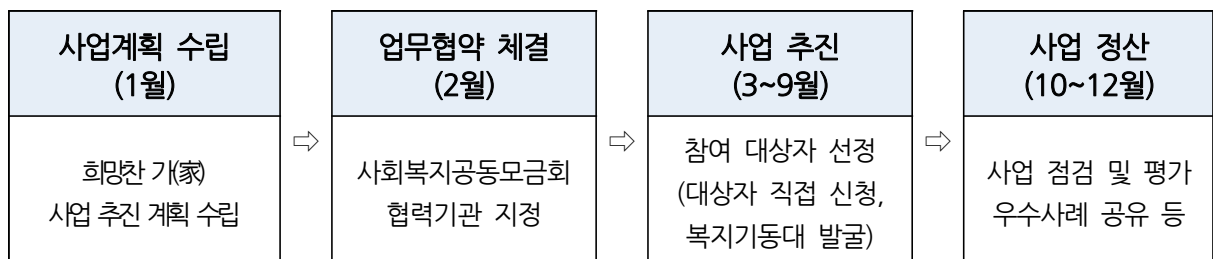 사업계획 수립
(1월)
희망찬 가(家)
사업 추진 계획 수립
⇨
업무협약 체결
(2월)
사회복지공동모금회
협력기관 지정
⇨
사업 추진
(3~9월)
참여 대상자 선정
(대상자 직접 신청,
복지기동대 발굴)
⇨
사업 정산
(10~12월)
사업 점검 및 평가
우수사례 공유 등